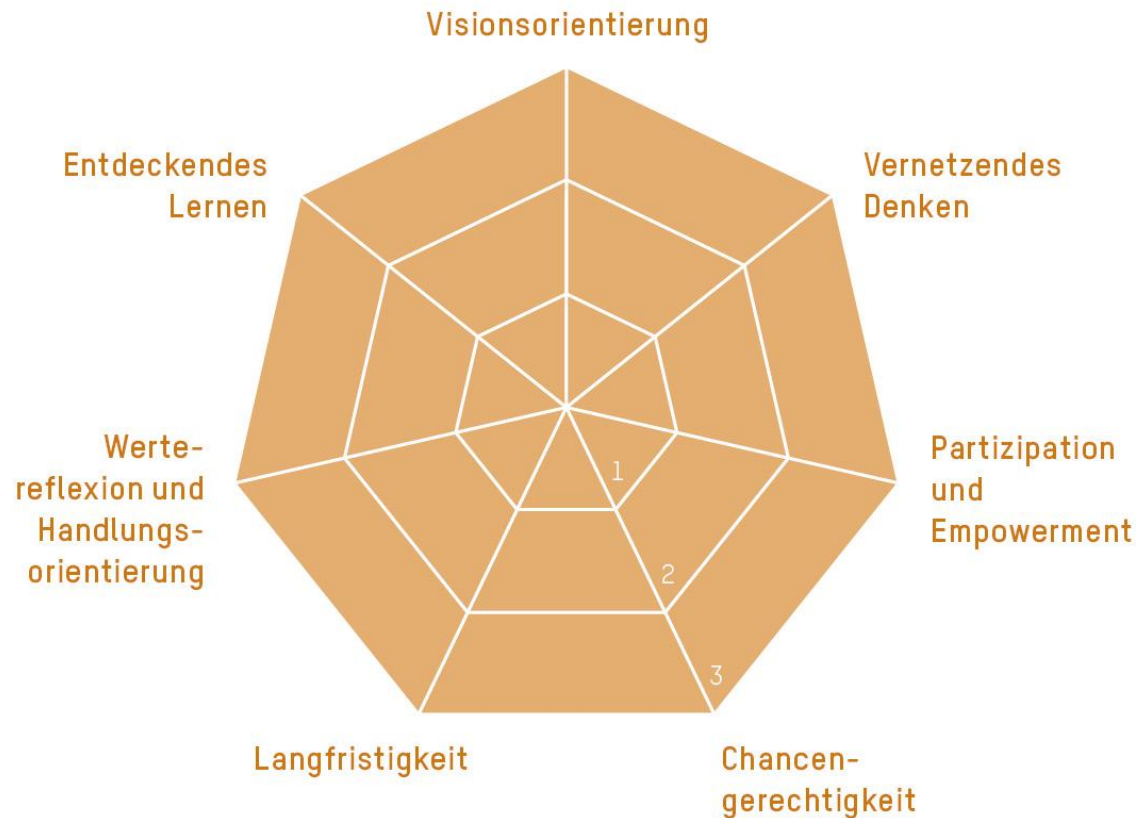 Visionsorientierung
Entdeckendes
Lernen
Vernetzendes
Denken
Werte-
reflexion und
Handlungs-
orientierung
Partizipation
und
Empowerment
1
2
3
Langfristigkeit
Chancen-
gerechtigkeit